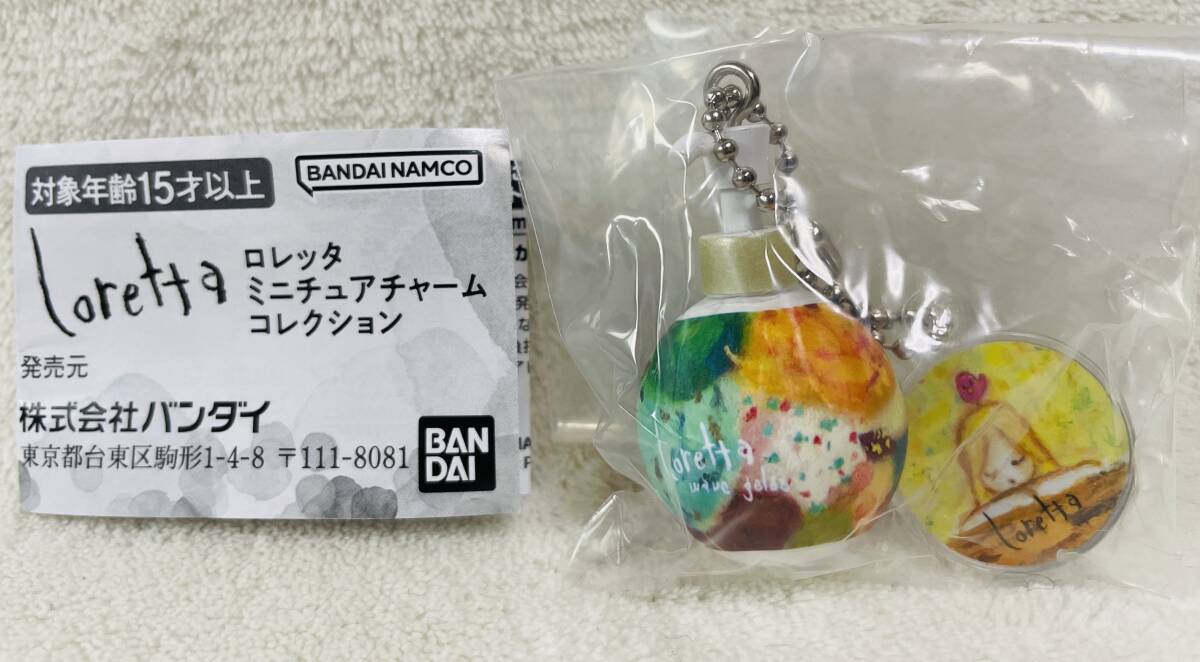 対象年齢15才以上
BANDAI NAMCO
Loretta
ロレッタ
ミニチュアチャーム
コレクション
発売元
株式会社バンダイ
東京都台東区駒形1-4-8 〒111-8081
BAN
DAI
loretta
loretta